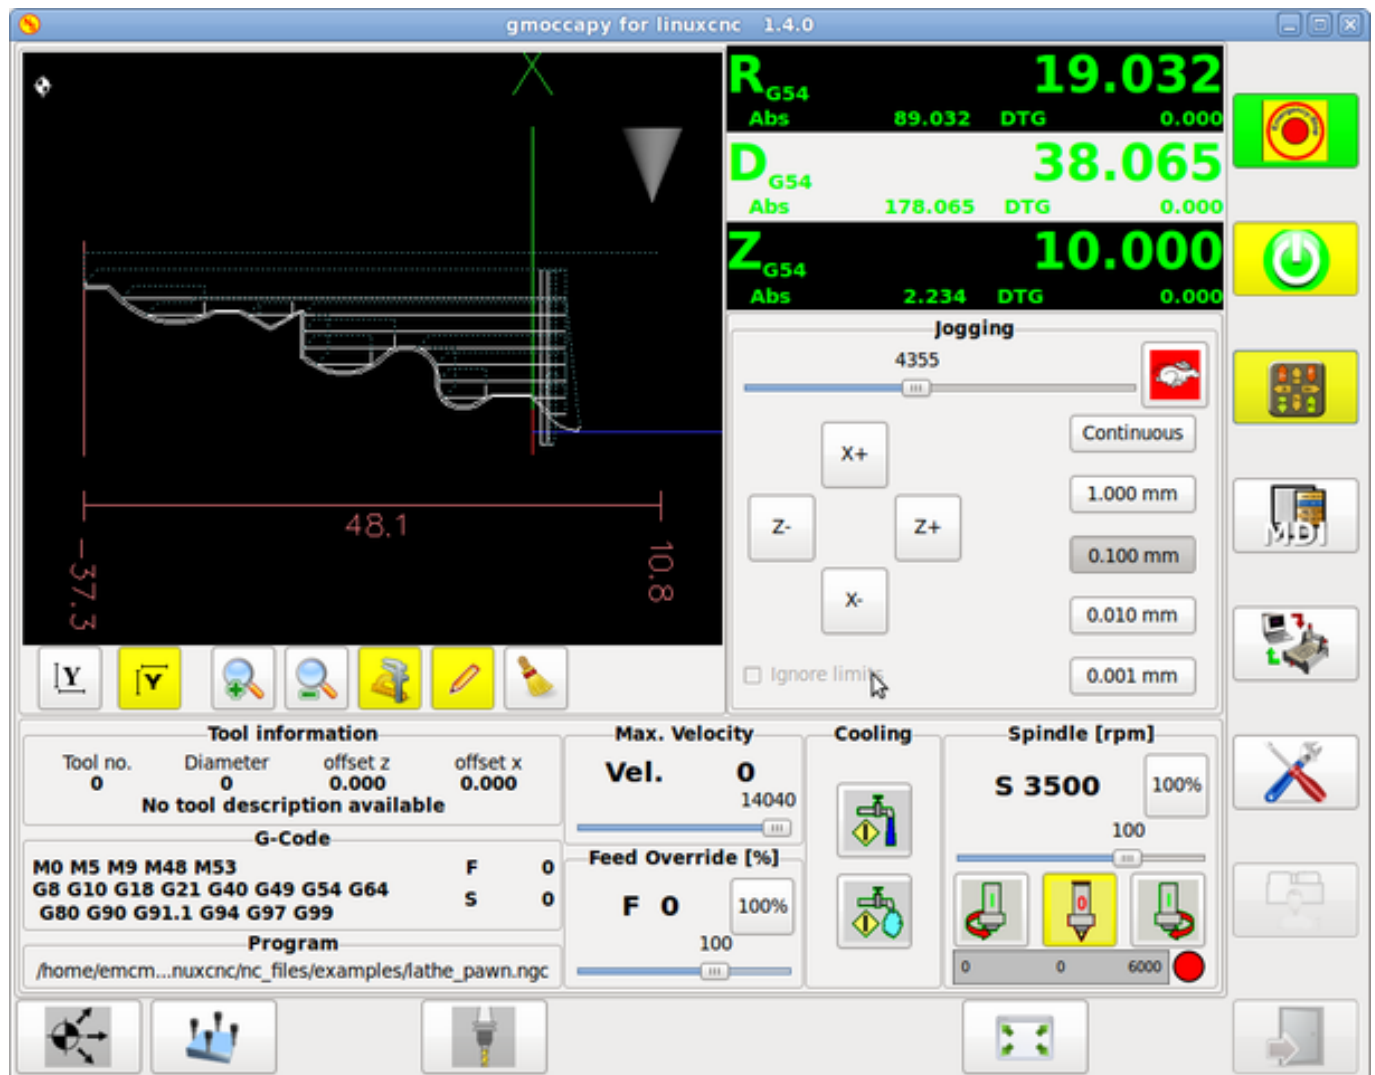 gmoccapy for linuxcnc 1.4.0
X
48.1
-37.3
10.8
R G54 19.032
Abs 89.032 DTG 0.000
D G54 38.065
Abs 178.065 DTG 0.000
Z G54 10.000
Abs 2.234 DTG 0.000
Jogging
4355
Continuous
X+
1.000 mm
Z- Z+
0.100 mm
X-
0.010 mm
Ignore limits
0.001 mm
MDI
Y Y
Tool information
Tool no. Diameter offset z offset x
0 0 0.000 0.000
No tool description available
G-Code
M0 M5 M9 M48 M53 F 0
G8 G10 G18 G21 G40 G49 G54 G64 S 0
G80 G90 G91.1 G94 G97 G99
Program
/home/emcm...nuxcnc/nc_files/examples/lathe_pawn.ngc
Max. Velocity
Vel. 0
14040
Feed Override [%]
F 0 100%
100
Cooling
Spindle [rpm]
S 3500 100%
100
I 0 I
0 0 6000